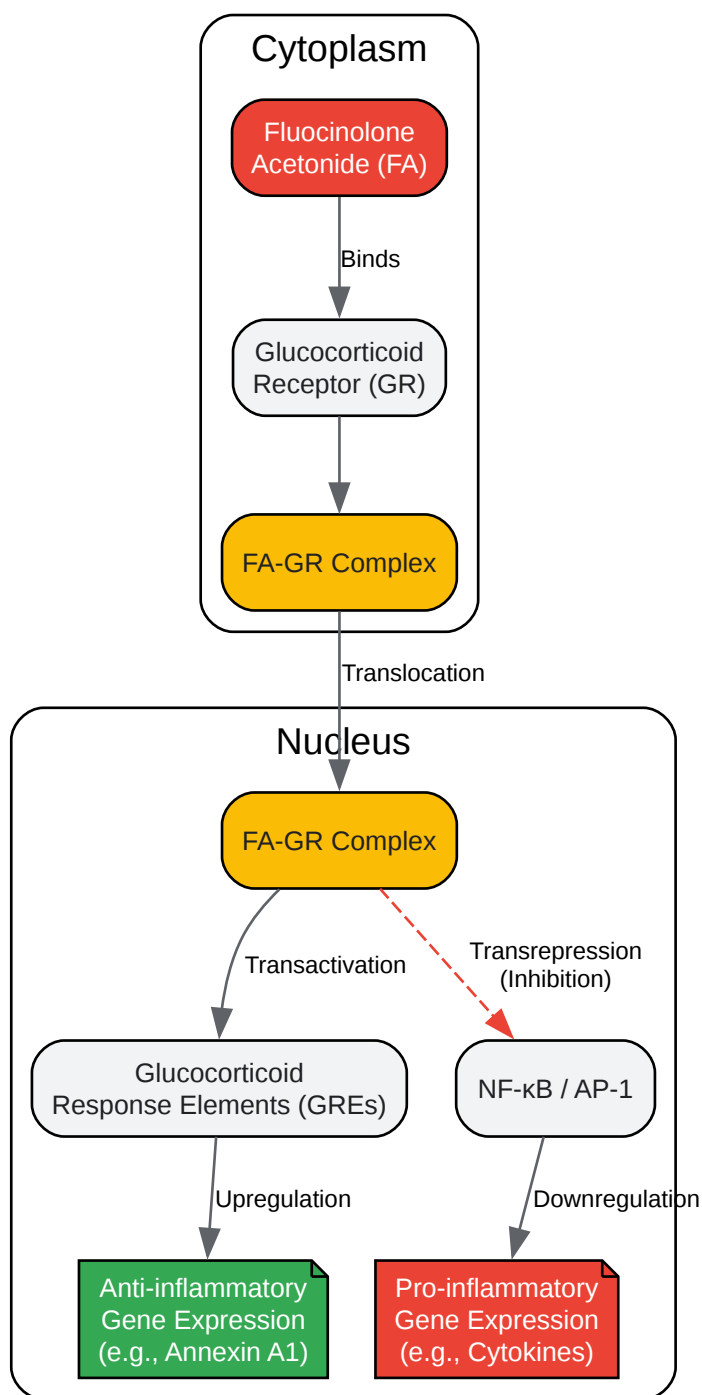 Cytoplasm
Fluocinolone
Acetonide (FA)
Binds
Glucocorticoid
Receptor (GR)
FA-GR Complex
Translocation
Nucleus
FA-GR Complex
Transactivation
Transrepression
(Inhibition)
Glucocorticoid
Response Elements (GREs)
NF-κB / AP-1
Upregulation
Downregulation
Anti-inflammatory
Gene Expression
(e.g., Annexin A1)
Pro-inflammatory
Gene Expression
(e.g., Cytokines)